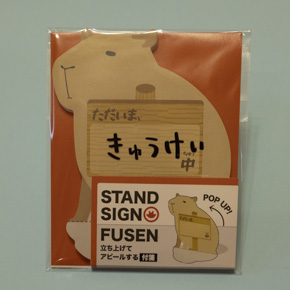 ただいま、
きゅうけい
中
STAND
SIGN
FUSEN
立ち上げて
アピールする 付箋
POP UP!